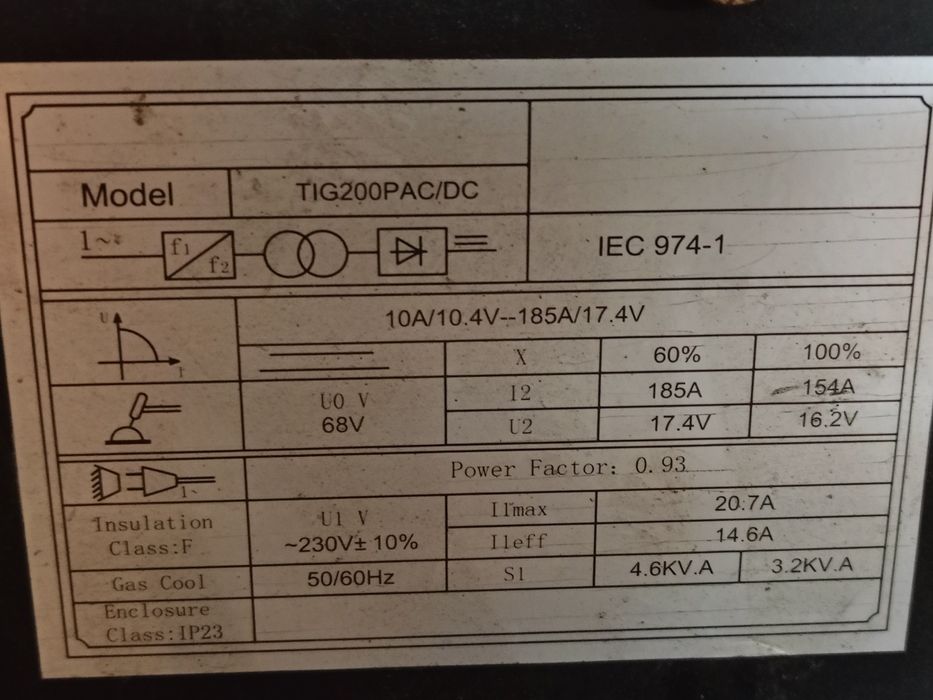 Model TIG200PAC/DC
1~ f1 f2
IEC 974-1
U I
10A/10.4V--185A/17.4V
X 60% 100%
U0 V
68V
I2 185A 154A
U2 17.4V 16.2V
1~
Power Factor: 0.93
Insulation
Class:F
U1 V
~230V± 10%
I1max 20.7A
I1eff 14.6A
Gas Cool 50/60Hz S1 4.6KV.A 3.2KV.A
Enclosure
Class:IP23